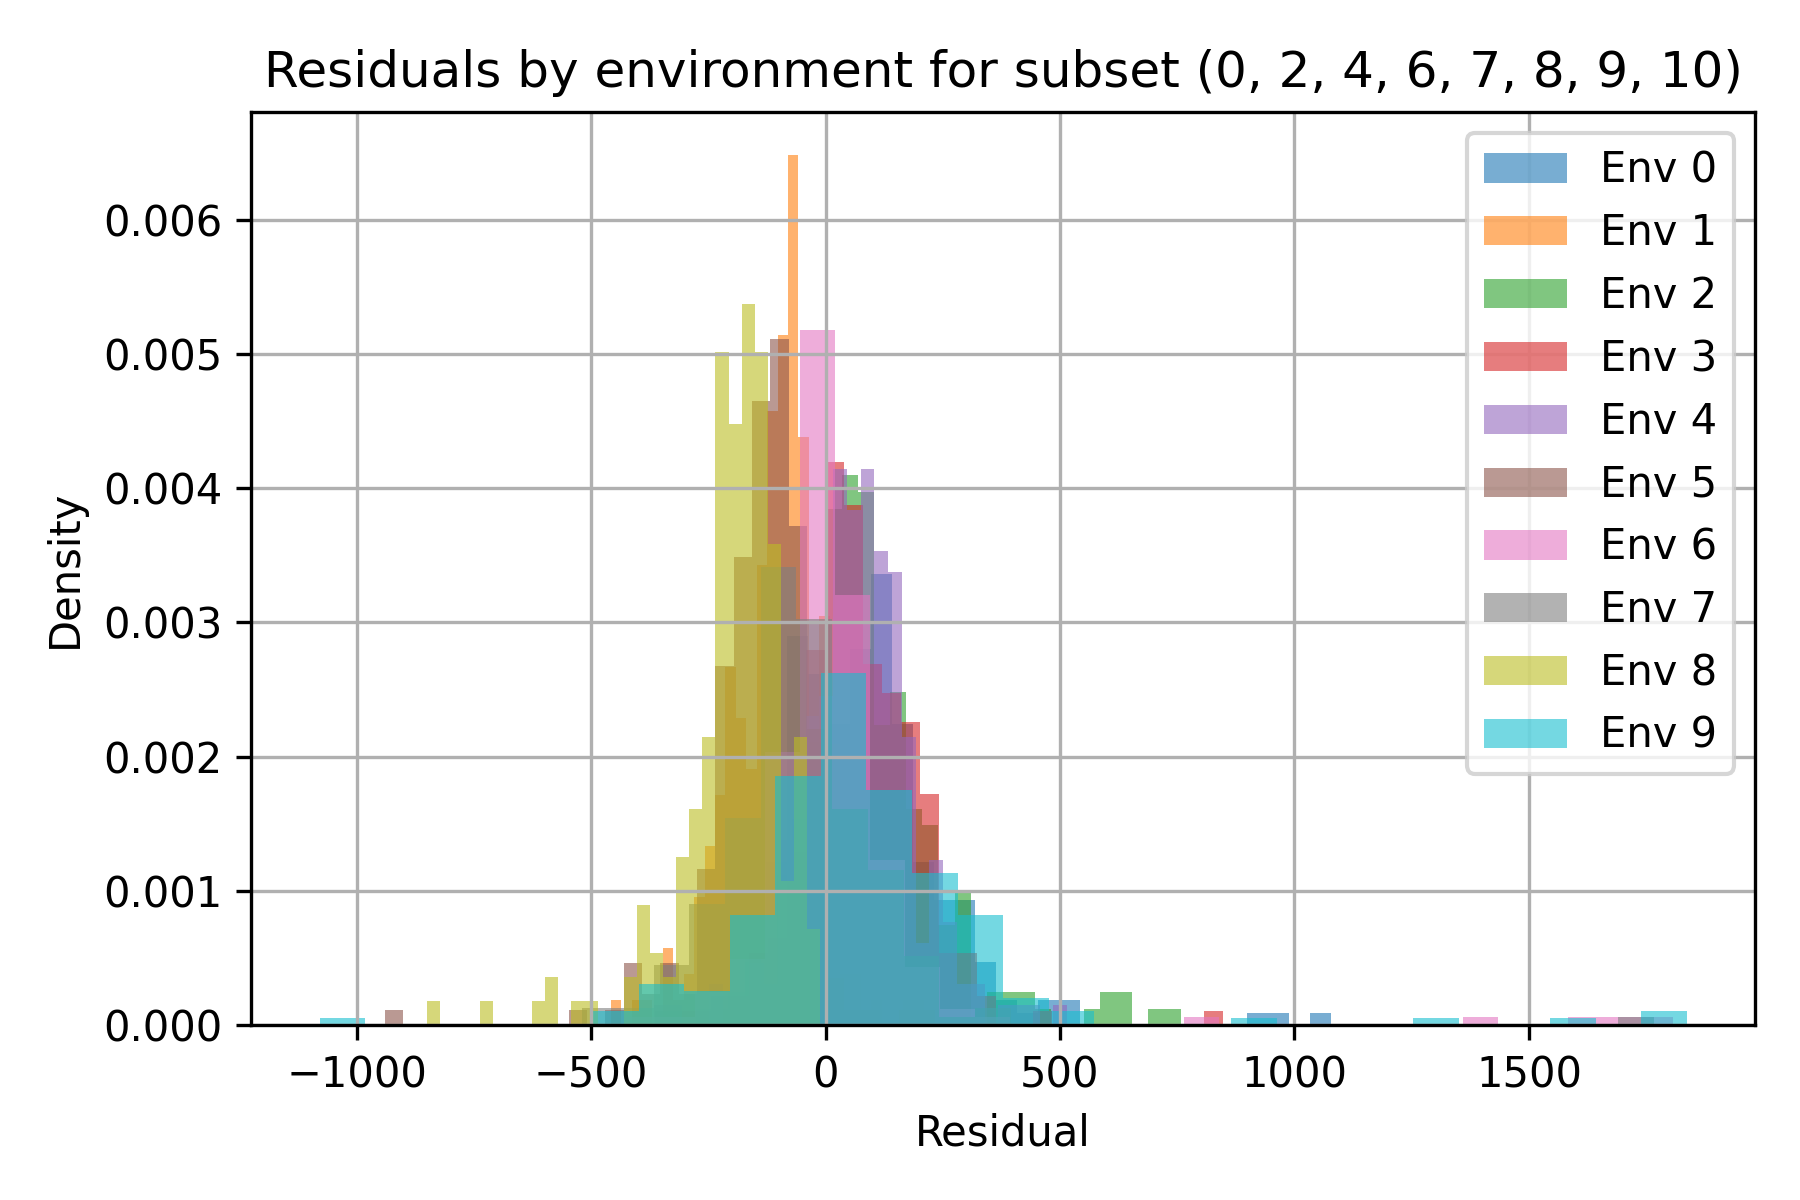 Residuals by environment for subset (0, 2, 4, 6, 7, 8, 9, 10)
Env 0
Env 1
Env 2
Env 3
Env 4
Env 5
Env 6
Env 7
Env 8
Env 9
Density
0.006
0.005
0.004
0.003
0.002
0.001
0.000
−1000 −500 0 500 1000 1500
Residual